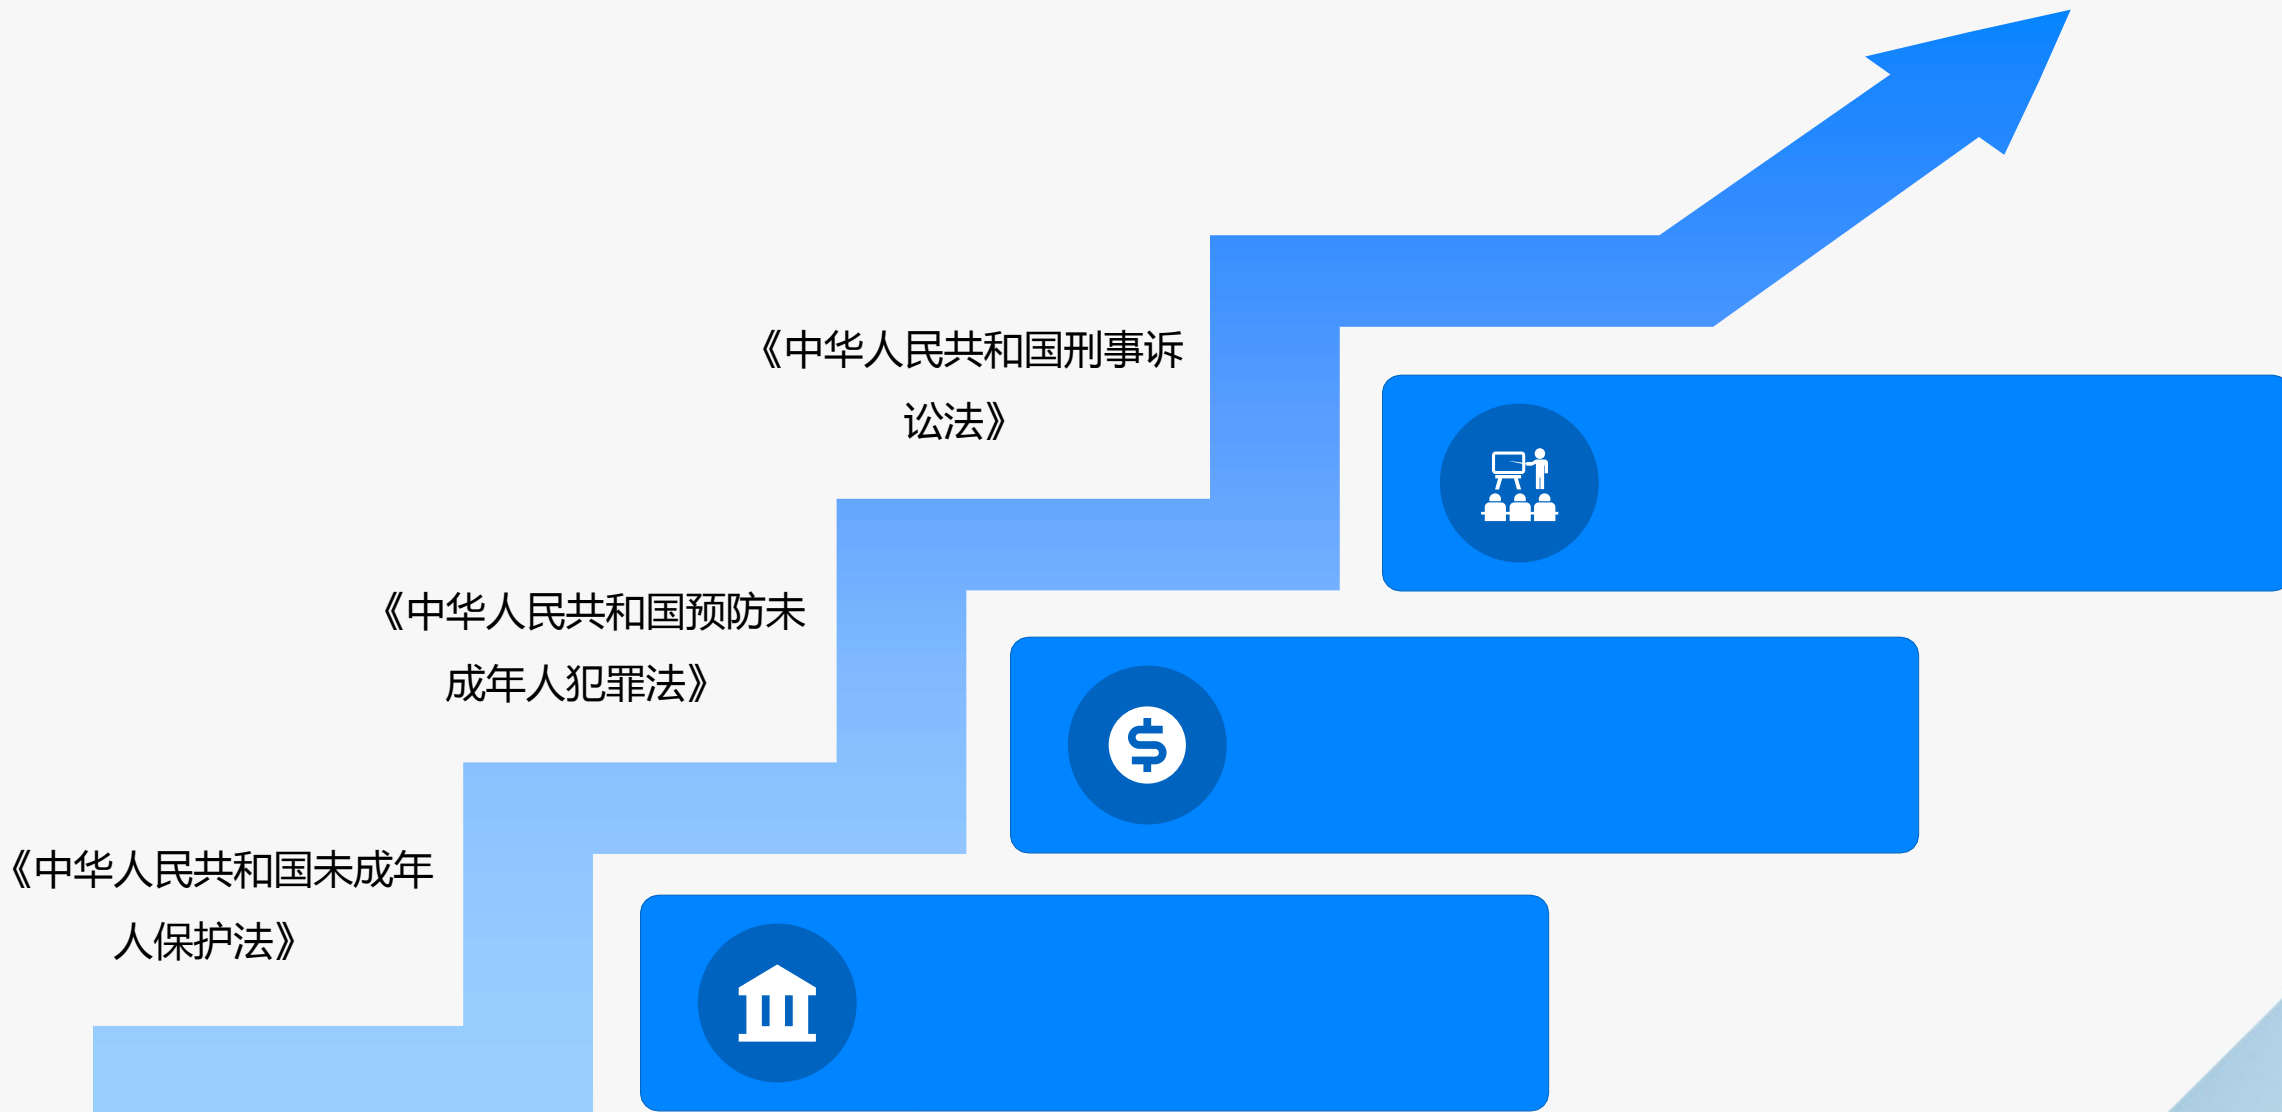 《中华人民共和国刑事诉
讼法》
《中华人民共和国预防未
成年人犯罪法》
《中华人民共和国未成年
人保护法》